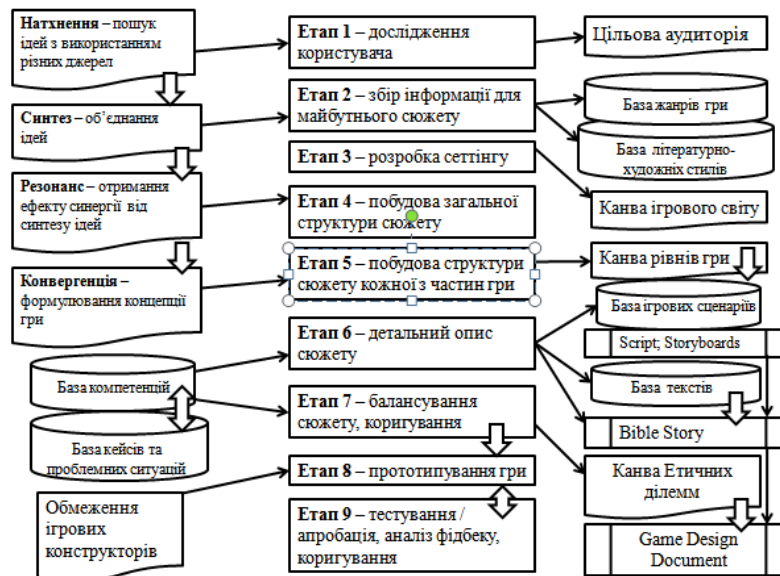 Натхнення – пошук
ідей з використанням
різних джерел
Синтез – об’єднання
ідей
Резонанс – отримання
ефекту синергії від
синтезу ідей
Конвергенція –
формулювання концепції
гри
База компетенцій
База кейсів та
проблемних ситуацій
Обмеження
ігрових
конструкторів
Етап 1 – дослідження
користувача
Етап 2 – збір інформації для
майбутнього сюжету
Етап 3 – розробка сеттінгу
Етап 4 – побудова загальної
структури сюжету
Етап 5 – побудова структури
сюжету кожної з частин гри
Етап 6 – детальний опис
сюжету
Етап 7 – балансування
сюжету, коригування
Етап 8 – прототипування гри
Етап 9 – тестування /
апробація, аналіз фідбеку,
коригування
Цільова аудиторія
База жанрів гри
База літературно-
художніх стилів
Канва ігрового світу
Канва рівнів гри
База ігрових сценаріїв
Script; Storyboards
База текстів
Bible Story
Канва Етичних
ділемм
Game Design
Document